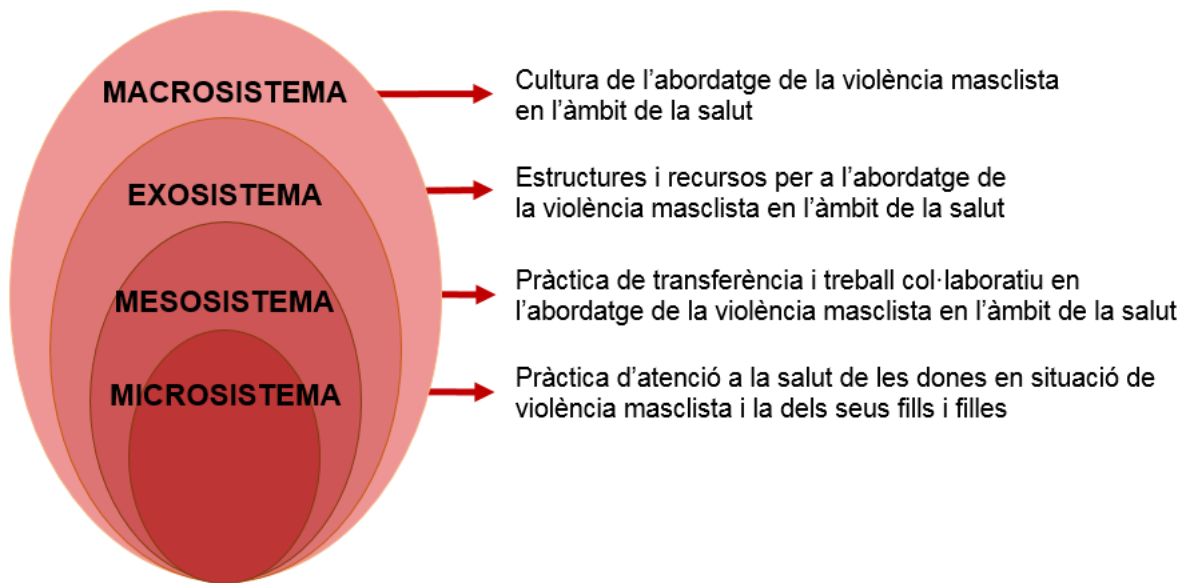 MACROSISTEMA
Cultura de l’abordatge de la violència masclista
en l’àmbit de la salut
EXOSISTEMA
Estructures i recursos per a l’abordatge de
la violència masclista en l’àmbit de la salut
MESOSISTEMA
Pràctica de transferència i treball col·laboratiu en
l’abordatge de la violència masclista en l’àmbit de la salut
MICROSISTEMA
Pràctica d’atenció a la salut de les dones en situació de
violència masclista i la dels seus fills i filles